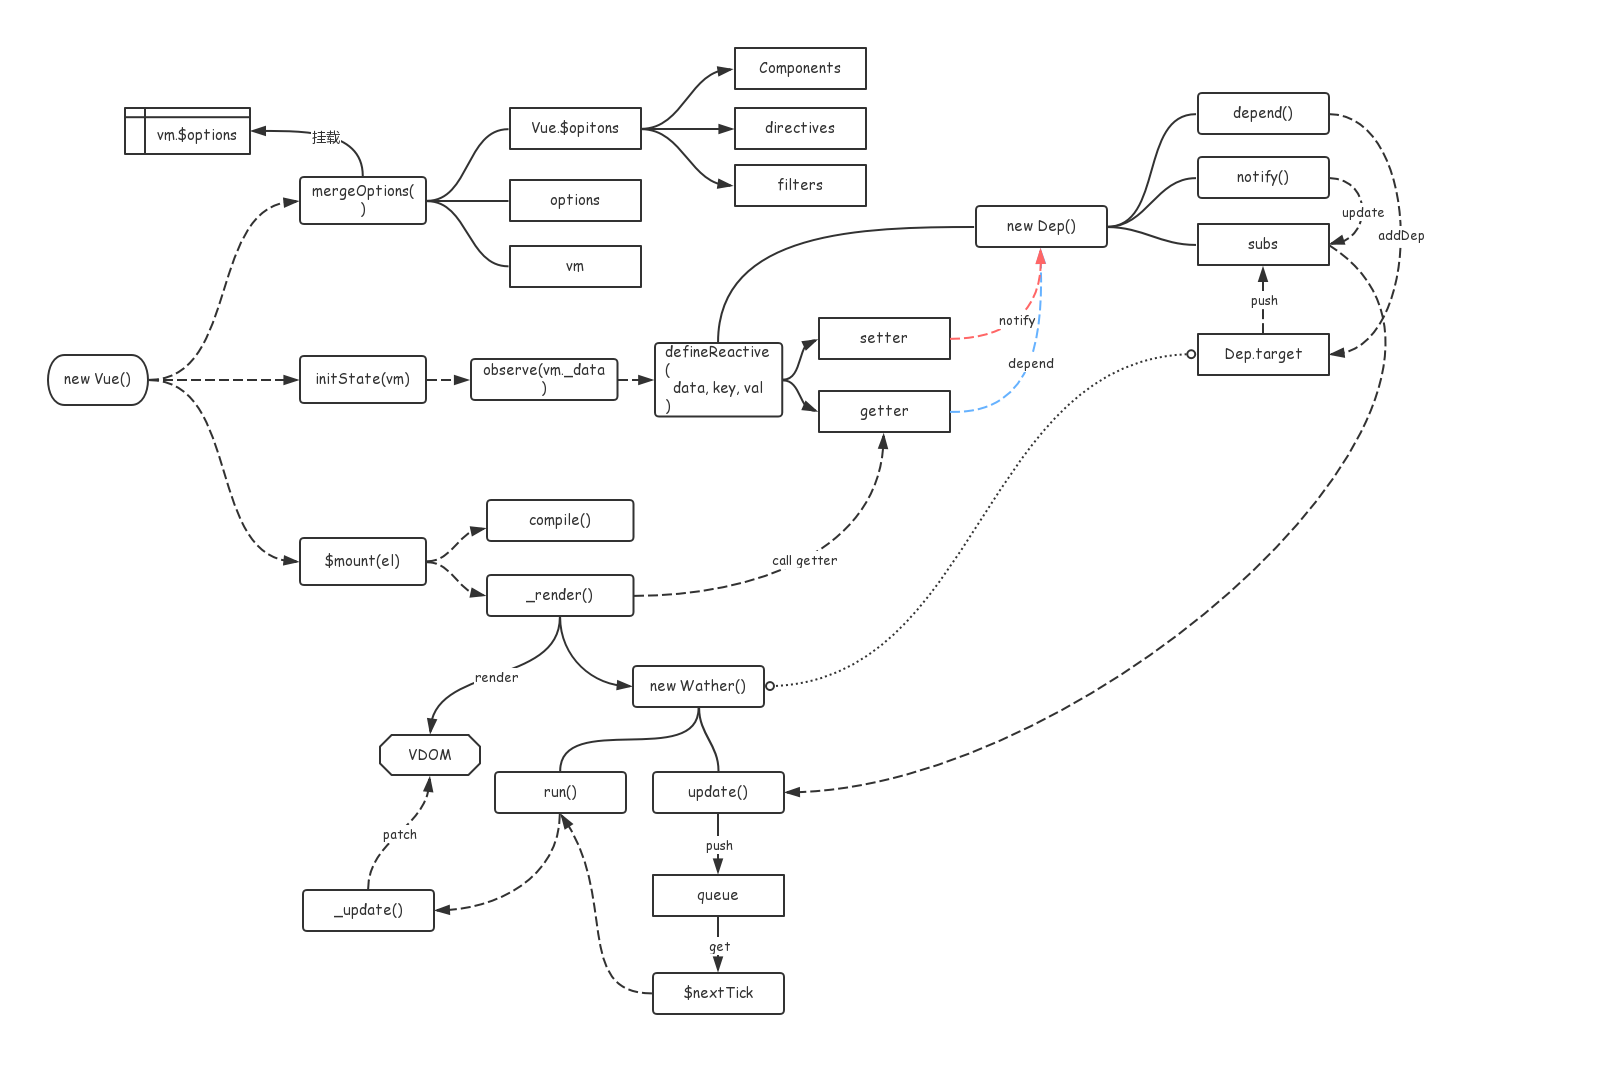 Components
Vue.$opitons
directives
filters
vm.$options
挂载
mergeOptions(
)
options
vm
depend()
notify()
update
addDep
new Dep()
subs
push
Dep.target
new Vue()
initState(vm)
observe(vm._data
)
defineReactive
(
data, key, val
)
setter
notify
depend
getter
compile()
$mount(el)
_render()
call getter
render
new Wather()
VDOM
run()
update()
patch
push
_update()
queue
get
$nextTick